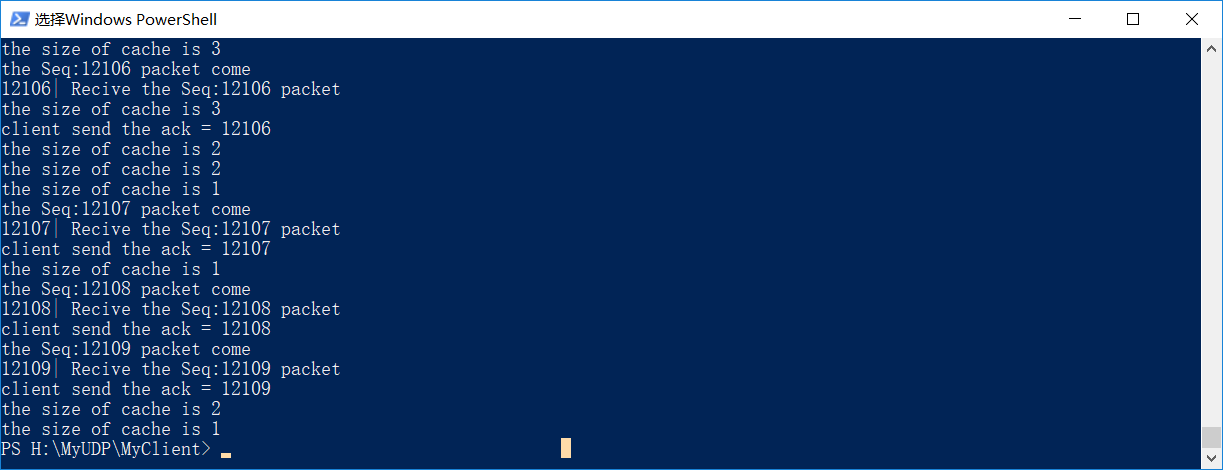 选择Windows PowerShell
the size of cache is 3
the Seq:12106 packet come
12106| Recive the Seq:12106 packet
the size of cache is 3
client send the ack = 12106
the size of cache is 2
the size of cache is 2
the size of cache is 1
the Seq:12107 packet come
12107| Recive the Seq:12107 packet
client send the ack = 12107
the size of cache is 1
the Seq:12108 packet come
12108| Recive the Seq:12108 packet
client send the ack = 12108
the Seq:12109 packet come
12109| Recive the Seq:12109 packet
client send the ack = 12109
the size of cache is 2
the size of cache is 1
PS H:\MyUDP\MyClient>